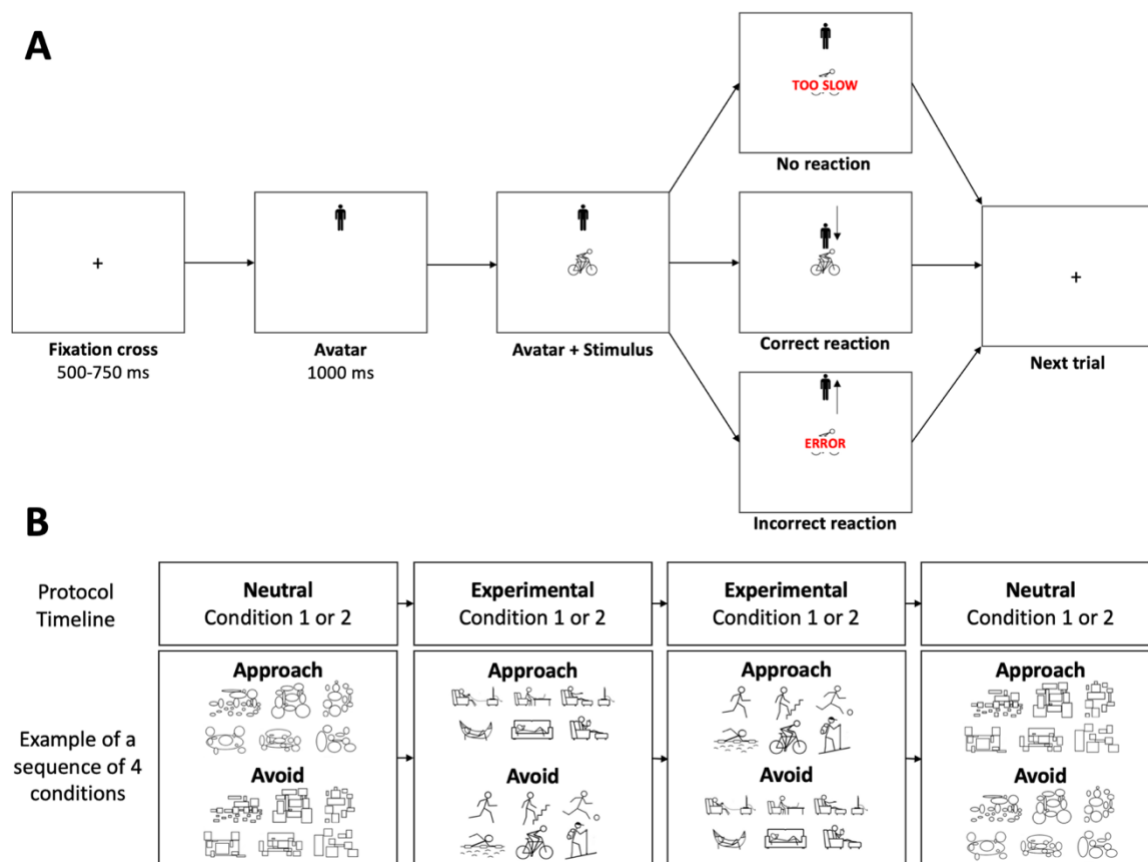 A
TOO SLOW
No reaction
+
Fixation cross
500-750 ms
Avatar
1000 ms
Avatar + Stimulus
Correct reaction
+
Next trial
ERROR
Incorrect reaction
B
Protocol
Timeline
Neutral
Condition 1 or 2
Experimental
Condition 1 or 2
Experimental
Condition 1 or 2
Neutral
Condition 1 or 2
Example of a
sequence of 4
conditions
Approach
Avoid
Approach
Avoid
Approach
Avoid
Approach
Avoid